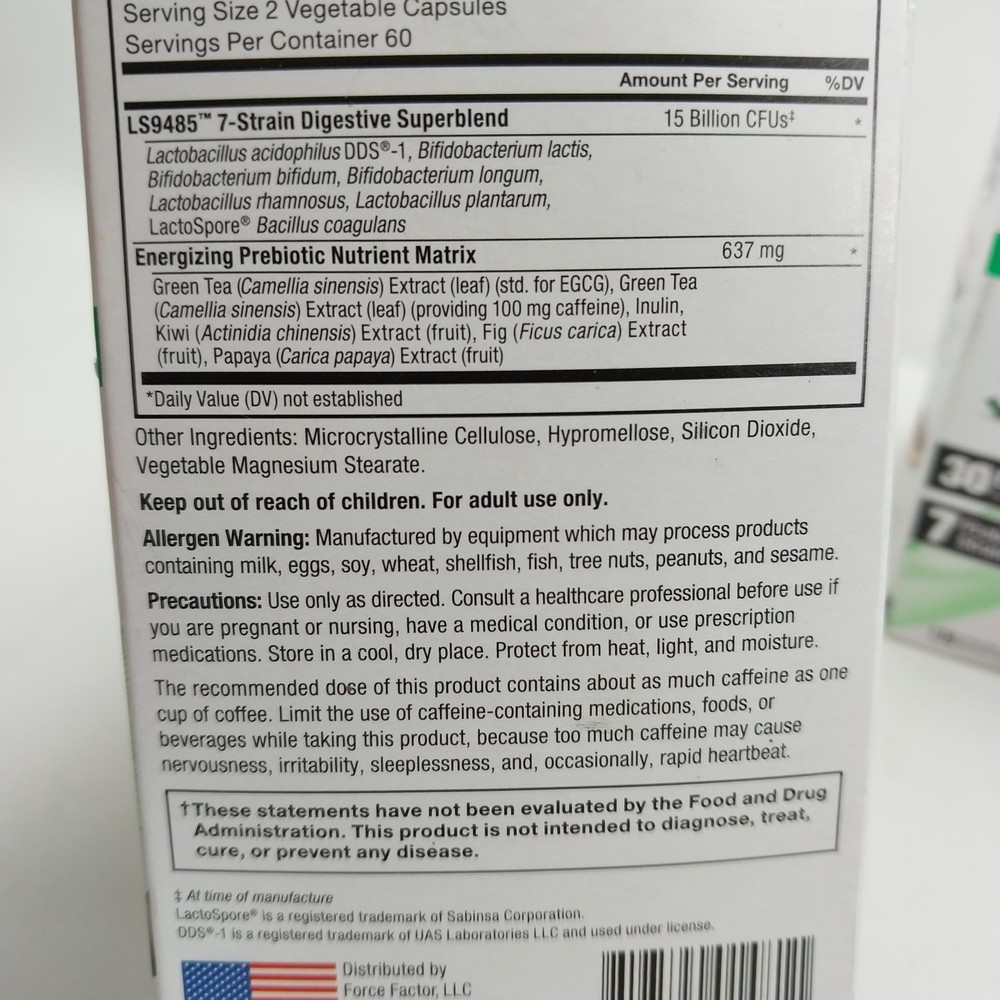 Serving Size 2 Vegetable Capsules
Servings Per Container 60
Amount Per Serving %DV
LS9485™ 7-Strain Digestive Superblend 15 Billion CFUs‡ *
Lactobacillus acidophilus DDS®-1, Bifidobacterium lactis,
Bifidobacterium bifidum, Bifidobacterium longum,
Lactobacillus rhamnosus, Lactobacillus plantarum,
LactoSpore® Bacillus coagulans
Energizing Prebiotic Nutrient Matrix 637 mg *
Green Tea (Camellia sinensis) Extract (leaf) (std. for EGCG), Green Tea
(Camellia sinensis) Extract (leaf) (providing 100 mg caffeine), Inulin,
Kiwi (Actinidia chinensis) Extract (fruit), Fig (Ficus carica) Extract
(fruit), Papaya (Carica papaya) Extract (fruit)
*Daily Value (DV) not established
Other Ingredients: Microcrystalline Cellulose, Hypromellose, Silicon Dioxide,
Vegetable Magnesium Stearate.
Keep out of reach of children. For adult use only.
Allergen Warning: Manufactured by equipment which may process products
containing milk, eggs, soy, wheat, shellfish, fish, tree nuts, peanuts, and sesame.
Precautions: Use only as directed. Consult a healthcare professional before use if
you are pregnant or nursing, have a medical condition, or use prescription
medications. Store in a cool, dry place. Protect from heat, light, and moisture.
The recommended dose of this product contains about as much caffeine as one
cup of coffee. Limit the use of caffeine-containing medications, foods, or
beverages while taking this product, because too much caffeine may cause
nervousness, irritability, sleeplessness, and, occasionally, rapid heartbeat.
†These statements have not been evaluated by the Food and Drug
Administration. This product is not intended to diagnose, treat,
cure, or prevent any disease.
‡ At time of manufacture
LactoSpore® is a registered trademark of Sabinsa Corporation.
DDS®-1 is a registered trademark of UAS Laboratories LLC and used under license.
Distributed by
Force Factor, LLC
30
7